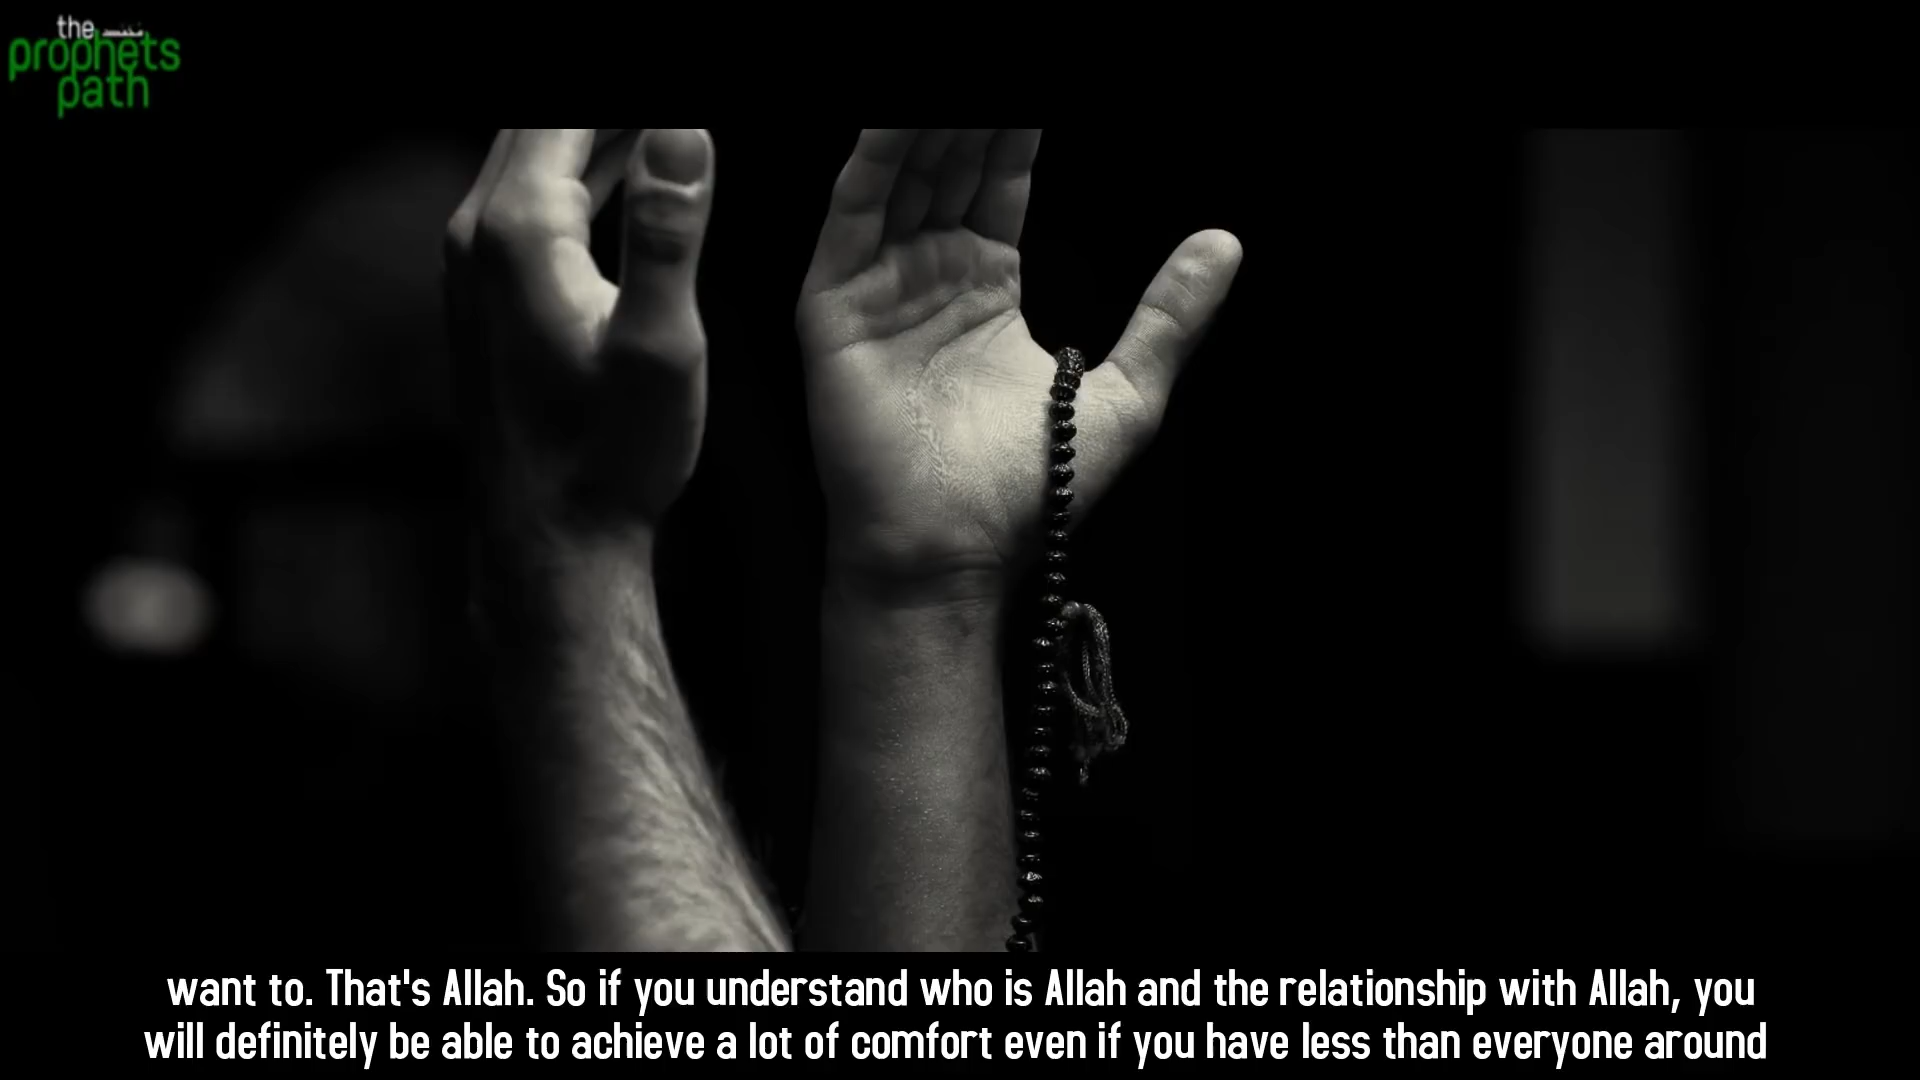 the
prophets
path
want to. That's Allah. So if you understand who is Allah and the relationship with Allah, you
will definitely be able to achieve a lot of comfort even if you have less than everyone around